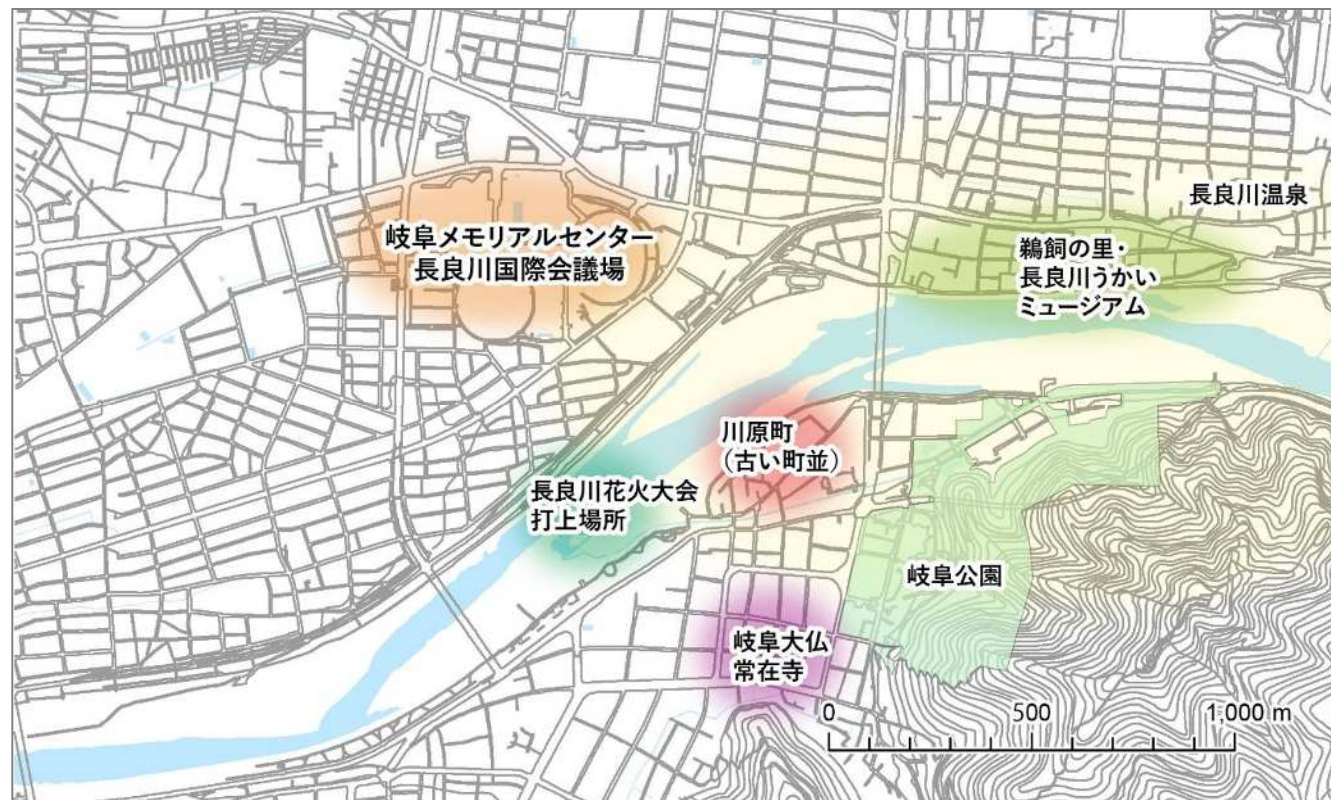 長良川温泉
岐阜メモリアルセンター
長良川国際会議場
鵜飼の里・
長良川うかい
ミュージアム
川原町
（古い町並）
長良川花火大会
打上場所
岐阜公園
岐阜大仏
常在寺
0 500 1,000 m